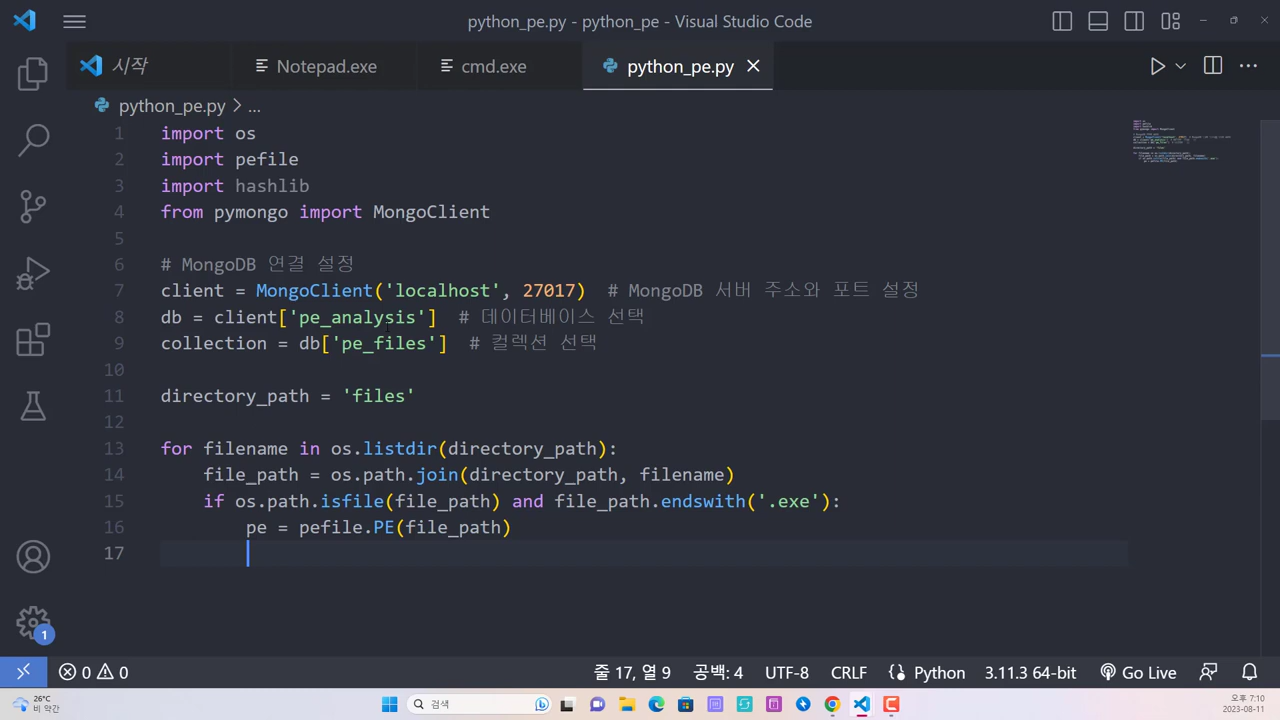 python_pe.py - python_pe - Visual Studio Code
시작
Notepad.exe
cmd.exe
python_pe.py
python_pe.py > ...
1 import os
2 import pefile
3 import hashlib
4 from pymongo import MongoClient
5
6 # MongoDB 연결 설정
7 client = MongoClient('localhost', 27017)  # MongoDB 서버 주소와 포트 설정
8 db = client['pe_analysis']  # 데이터베이스 선택
9 collection = db['pe_files']  # 컬렉션 선택
10
11 directory_path = 'files'
12
13 for filename in os.listdir(directory_path):
14     file_path = os.path.join(directory_path, filename)
15     if os.path.isfile(file_path) and file_path.endswith('.exe'):
16         pe = pefile.PE(file_path)
17
1
0 0 줄 17, 열 9 공백: 4 UTF-8 CRLF Python 3.11.3 64-bit Go Live
26°C
비 약간
검색
오후 7:10
2023-08-11